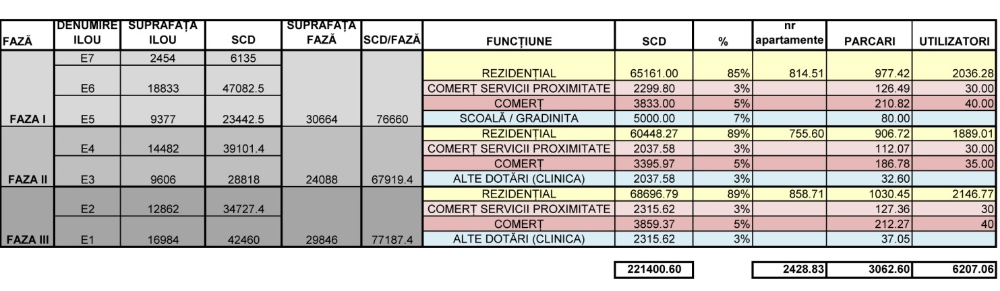 FAZĂ DENUMIRE ILOU SUPRAFAȚA ILOU SCD SUPRAFAȚA FAZĂ SCD/FAZĂ FUNCȚIUNE SCD % nr apartamente PARCARI UTILIZATORI
E7 2454 6135
REZIDENȚIAL 65161.00 85% 814.51 977.42 2036.28
E6 18833 47082.5 COMERȚ SERVICII PROXIMITATE 2299.80 3% 126.49 30.00
COMERȚ 3833.00 5% 210.82 40.00
FAZA I E5 9377 23442.5 30664 76660 SCOALĂ / GRADINITA 5000.00 7% 80.00
REZIDENȚIAL 60448.27 89% 755.60 906.72 1889.01
E4 14482 39101.4 COMERȚ SERVICII PROXIMITATE 2037.58 3% 112.07 30.00
COMERȚ 3395.97 5% 186.78 35.00
FAZA II E3 9606 28818 24088 67919.4 ALTE DOTĂRI (CLINICA) 2037.58 3% 32.60
REZIDENȚIAL 68696.79 89% 858.71 1030.45 2146.77
E2 12862 34727.4 COMERȚ SERVICII PROXIMITATE 2315.62 3% 127.36 30
COMERȚ 3859.37 5% 212.27 40
FAZA III E1 16984 42460 29846 77187.4 ALTE DOTĂRI (CLINICA) 2315.62 3% 37.05
221400.60 2428.83 3062.60 6207.06